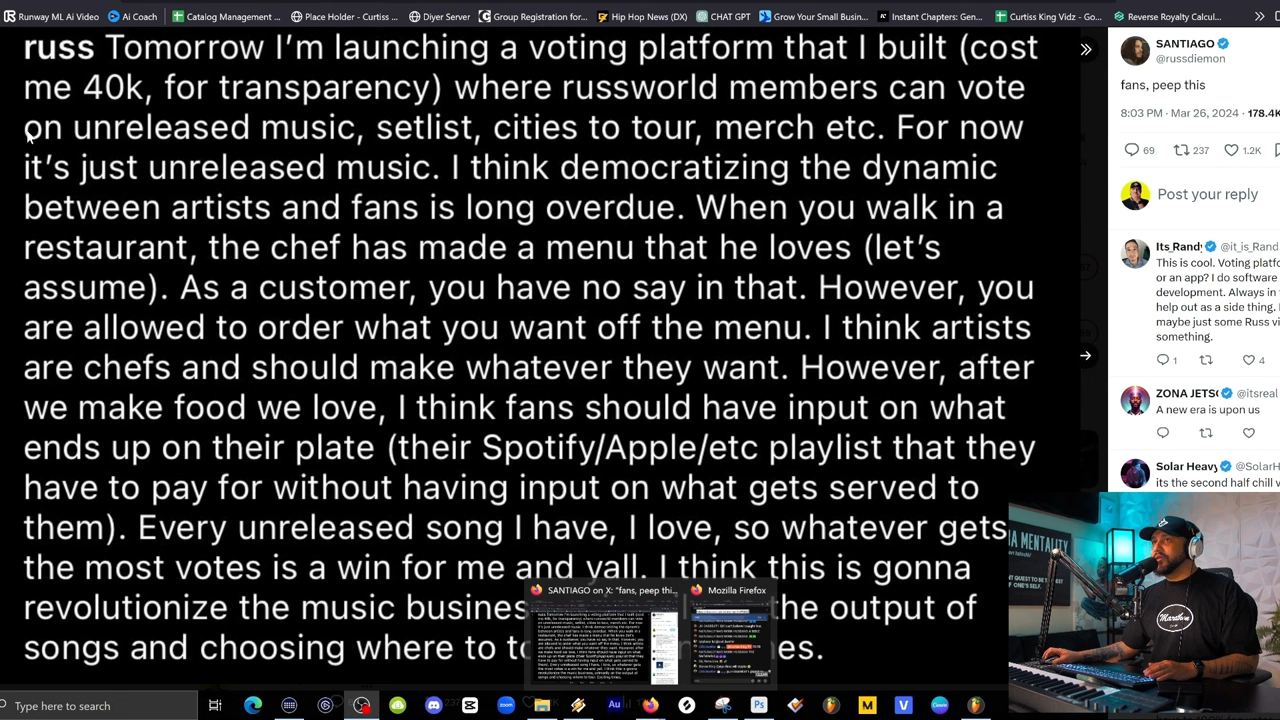 Runway ML Ai Video
Ai Coach
Catalog Management ...
Place Holder - Curtiss ...
Diyer Server
Group Registration for...
Hip Hop News (DX)
CHAT GPT
Grow Your Small Busin...
Instant Chapters: Gen...
Curtiss King Vidz - Go...
Reverse Royalty Calcul...
russ Tomorrow I'm launching a voting platform that I built (cost
me 40k, for transparency) where russworld members can vote
on unreleased music, setlist, cities to tour, merch etc. For now
it's just unreleased music. I think democratizing the dynamic
between artists and fans is long overdue. When you walk in a
restaurant, the chef has made a menu that he loves (let's
assume). As a customer, you have no say in that. However, you
are allowed to order what you want off the menu. I think artists
are chefs and should make whatever they want. However, after
we make food we love, I think fans should have input on what
ends up on their plate (their Spotify/Apple/etc playlist that they
have to pay for without having input on what gets served to
them). Every unreleased song I have, I love, so whatever gets
the most votes is a win for me and yall. I think this is gonna
the music busines
the output of
SANTIAGO
@russdiemon
fans, peep this
8:03 PM · Mar 26, 2024 · 178.4K
69 237 1.2K
Post your reply
Its_Randy @it_is_Rand
This is cool. Voting platfo
or an app? I do software
development. Always in
help out as a side thing.
maybe just some Russ vi
something.
1 4
ZONA JETSO @itsreal
A new era is upon us
Solar Heavy @SolarH
its the second half chill v
MENTALITY
SANTIAGO on X: "fans, peep thi...
Mozilla Firefox
Type here to search